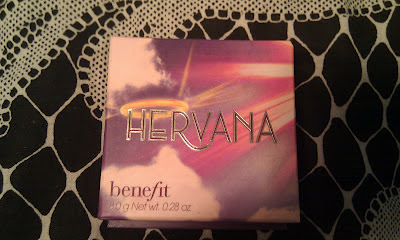 HERVANA
benefit
8.0 g Net wt. 0.28 oz